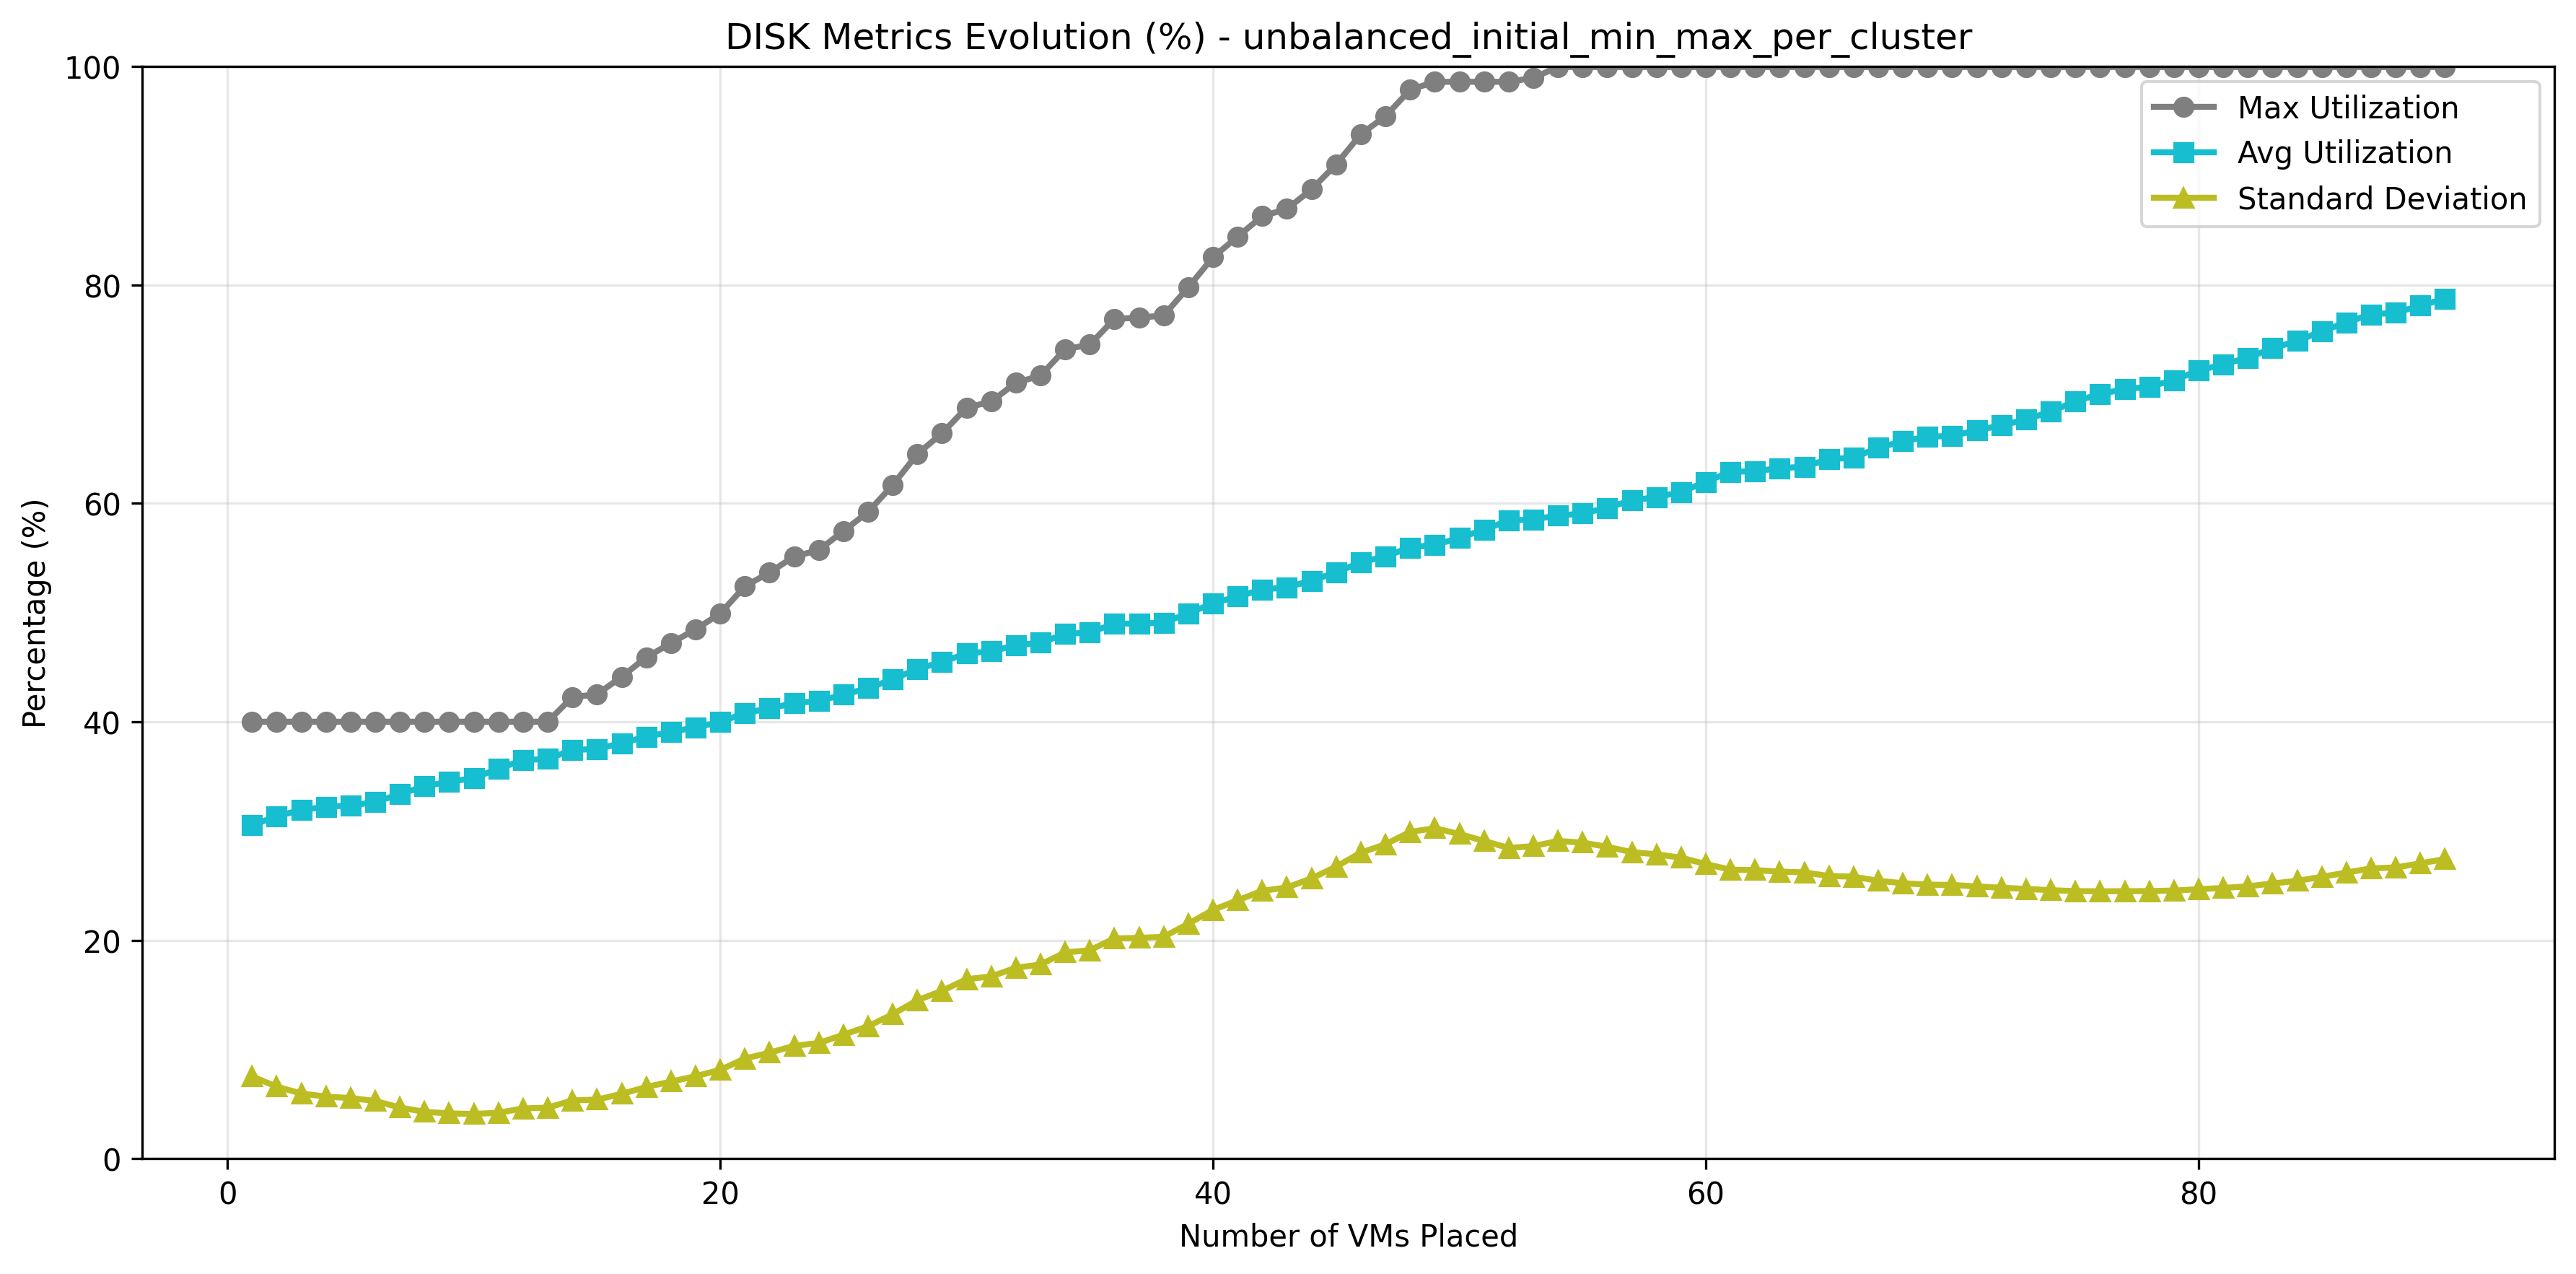 DISK Metrics Evolution (%) - unbalanced_initial_min_max_per_cluster
100
80
60
40
20
0
Percentage (%)
Max Utilization
Avg Utilization
Standard Deviation
0 20 40 60 80
Number of VMs Placed